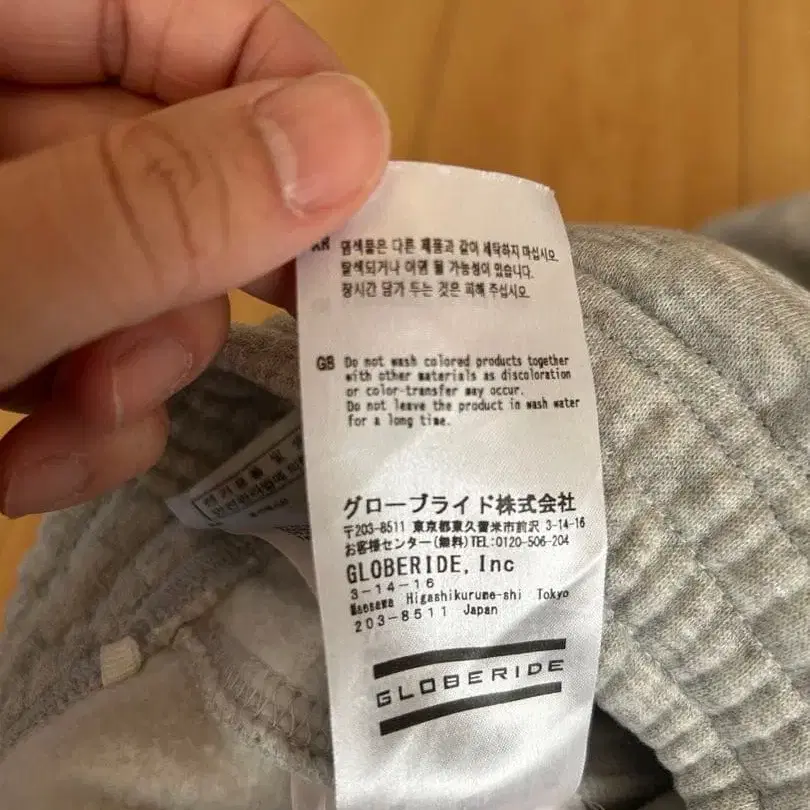 KR 염색물은 다른 제품과 같이 세탁하지 마십시오.
탈색되거나 이염 될 가능성이 있습니다.
장시간 담가 두는 것은 피해 주십시오.
GB Do not wash colored products together
with other materials as discoloration
or color-transfer may occur.
Do not leave the product in wash water
for a long time.
グローブライド株式会社
〒203-8511 東京都東久留米市前沢 3-14-16
お客様センター(無料)TEL:0120-506-204
GLOBERIDE, Inc
3-14-16
Maesawa Higashikurume-shi Tokyo
203-8511 Japan
GLOBERIDE